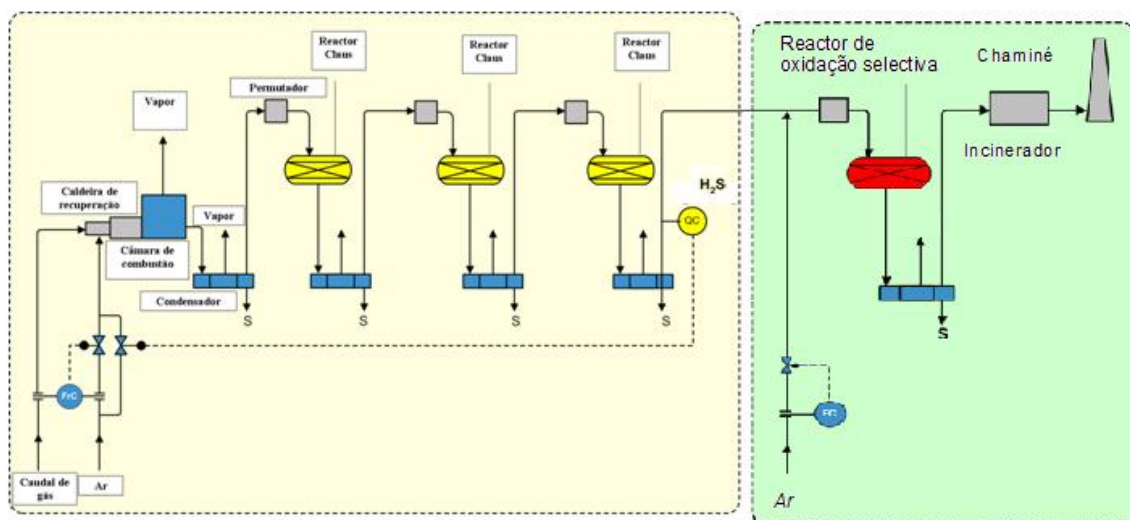 Reactor
Claus
Reactor
Claus
Reactor
Claus
Permutador
Vapor
Caldeira de
recuperação
Vapor
Câmara de
combustão
Condensador
S
S
S
S
H2S
QC
FrC
Caudal de
gás
Ar
Reactor de
oxidação selectiva
Chaminé
Incinerador
S
Ar